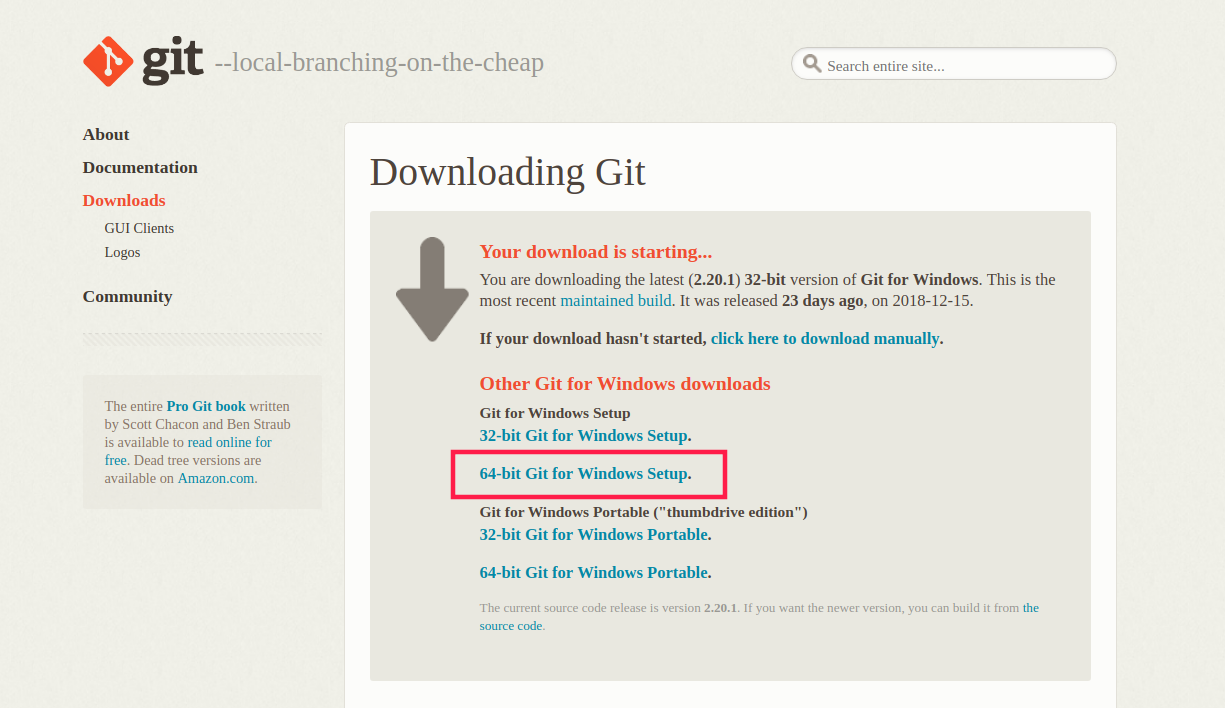 git --local-branching-on-the-cheap
Search entire site...
About
Documentation
Downloads
GUI Clients
Logos
Community
The entire Pro Git book written
by Scott Chacon and Ben Straub
is available to read online for
free. Dead tree versions are
available on Amazon.com.
Downloading Git
Your download is starting...
You are downloading the latest (2.20.1) 32-bit version of Git for Windows. This is the
most recent maintained build. It was released 23 days ago, on 2018-12-15.
If your download hasn't started, click here to download manually.
Other Git for Windows downloads
Git for Windows Setup
32-bit Git for Windows Setup.
64-bit Git for Windows Setup.
Git for Windows Portable ("thumbdrive edition")
32-bit Git for Windows Portable.
64-bit Git for Windows Portable.
The current source code release is version 2.20.1. If you want the newer version, you can build it from the
source code.